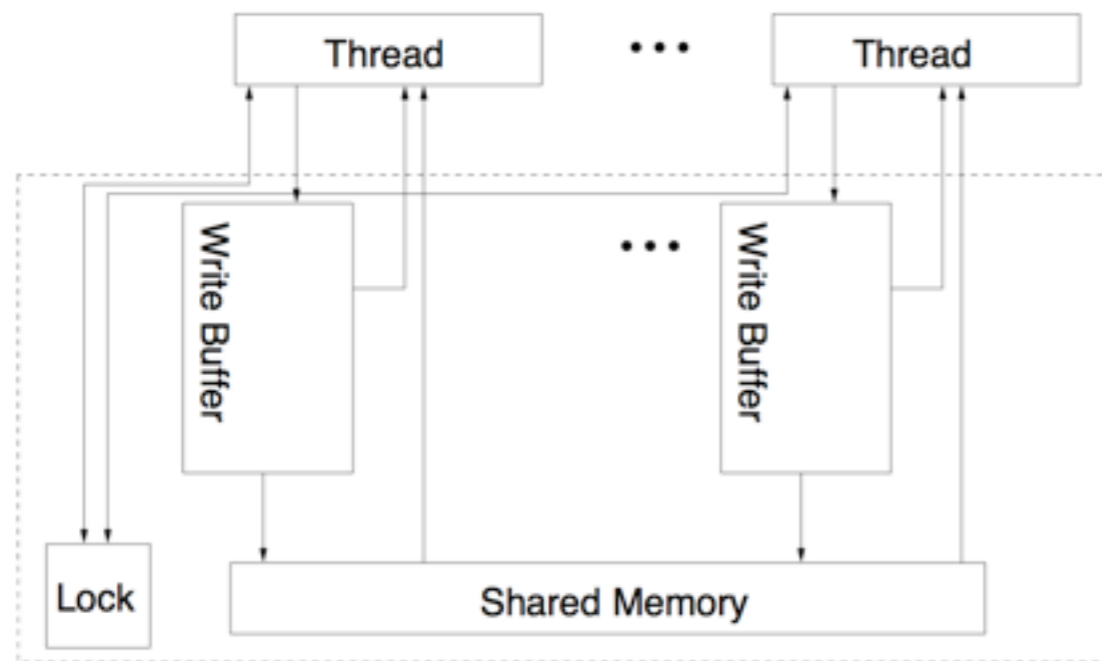 Thread
Thread
Write Buffer
Write Buffer
Lock
Shared Memory